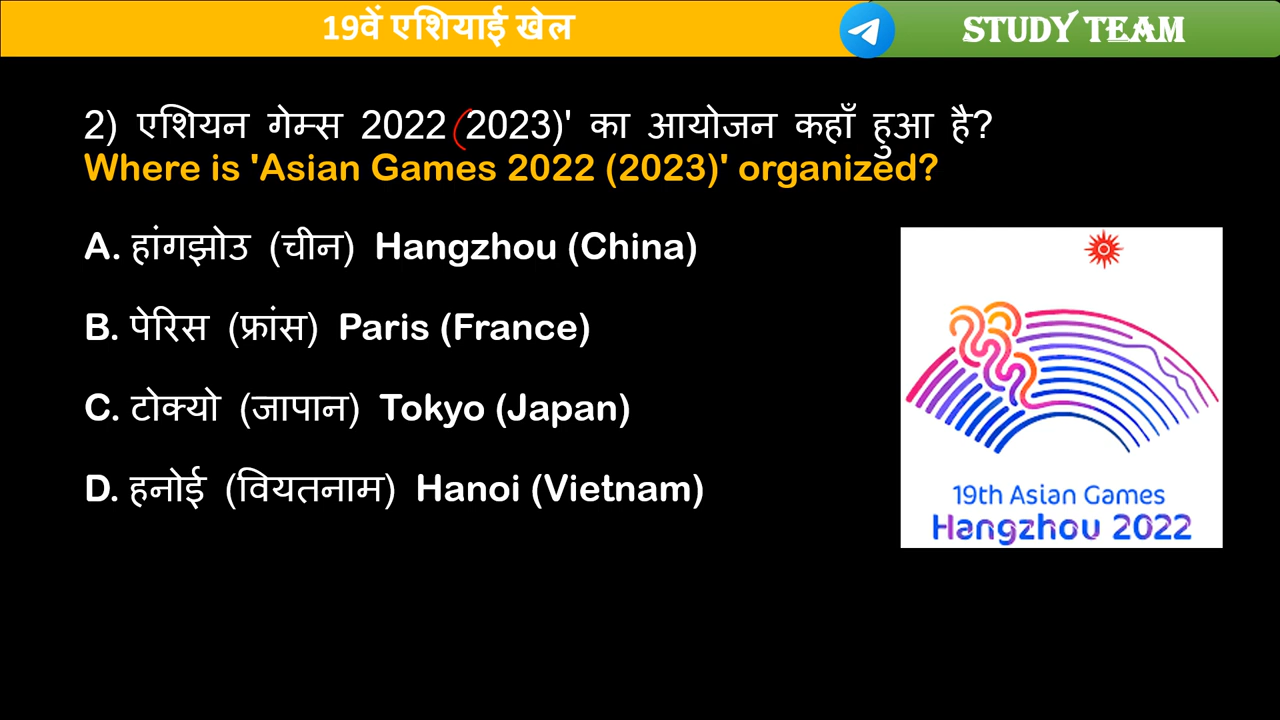 19वें एशियाई खेल
STUDY TEAM
2) एशियन गेम्स 2022 (2023)' का आयोजन कहाँ हुआ है?
Where is 'Asian Games 2022 (2023)' organized?
A. हांगझोउ (चीन) Hangzhou (China)
B. पेरिस (फ्रांस) Paris (France)
C. टोक्यो (जापान) Tokyo (Japan)
D. हनोई (वियतनाम) Hanoi (Vietnam)
19th Asian Games
Hangzhou 2022